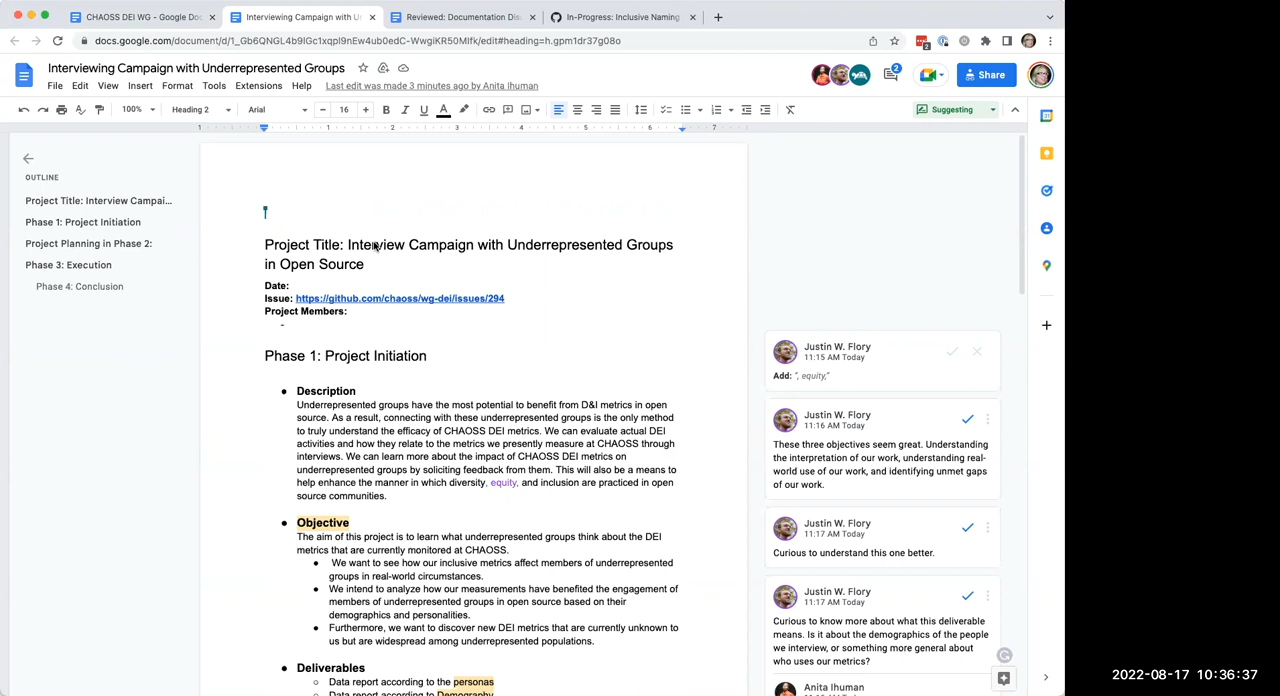 CHAOSS DEI WG - Google Doc
Interviewing Campaign with Un
Reviewed: Documentation Dis
In-Progress: Inclusive Naming
docs.google.com/document/d/1_Gb6QNGL4b9lGc1xqpl9nEw4ub0edC-WwgiKR50MIfk/edit#heading=h.gpm1dr37g08o
Interviewing Campaign with Underrepresented Groups
File Edit View Insert Format Tools Extensions Help
Last edit was made 3 minutes ago by Anita Ihuman
2
2
Share
100%
Heading 2
Arial
16
B I U A
Suggesting
1 1 2 3 4 5 6 7
OUTLINE
Project Title: Interview Campai...
Phase 1: Project Initiation
Project Planning in Phase 2:
Phase 3: Execution
Phase 4: Conclusion
Project Title: Interview Campaign with Underrepresented Groups
in Open Source
Date:
Issue: https://github.com/chaoss/wg-dei/issues/294
Project Members:
-
Phase 1: Project Initiation
● Description
Underrepresented groups have the most potential to benefit from D&I metrics in open
source. As a result, connecting with these underrepresented groups is the only method
to truly understand the efficacy of CHAOSS DEI metrics. We can evaluate actual DEI
activities and how they relate to the metrics we presently measure at CHAOSS through
interviews. We can learn more about the impact of CHAOSS DEI metrics on
underrepresented groups by soliciting feedback from them. This will also be a means to
help enhance the manner in which diversity, equity, and inclusion are practiced in open
source communities.
● Objective
The aim of this project is to learn what underrepresented groups think about the DEI
metrics that are currently monitored at CHAOSS.
● We want to see how our inclusive metrics affect members of underrepresented
groups in real-world circumstances.
● We intend to analyze how our measurements have benefited the engagement of
members of underrepresented groups in open source based on their
demographics and personalities.
● Furthermore, we want to discover new DEI metrics that are currently unknown to
us but are widespread among underrepresented populations.
● Deliverables
○ Data report according to the personas
○ Data report according to Demography
Justin W. Flory
11:15 AM Today
Add: ", equity,"
Justin W. Flory
11:16 AM Today
These three objectives seem great. Understanding
the interpretation of our work, understanding real-
world use of our work, and identifying unmet gaps
of our work.
Justin W. Flory
11:17 AM Today
Curious to understand this one better.
Justin W. Flory
11:17 AM Today
Curious to know more about what this deliverable
means. Is it about the demographics of the people
we interview, or something more general about
who uses our metrics?
Anita Ihuman
2022-08-17 10:36:37